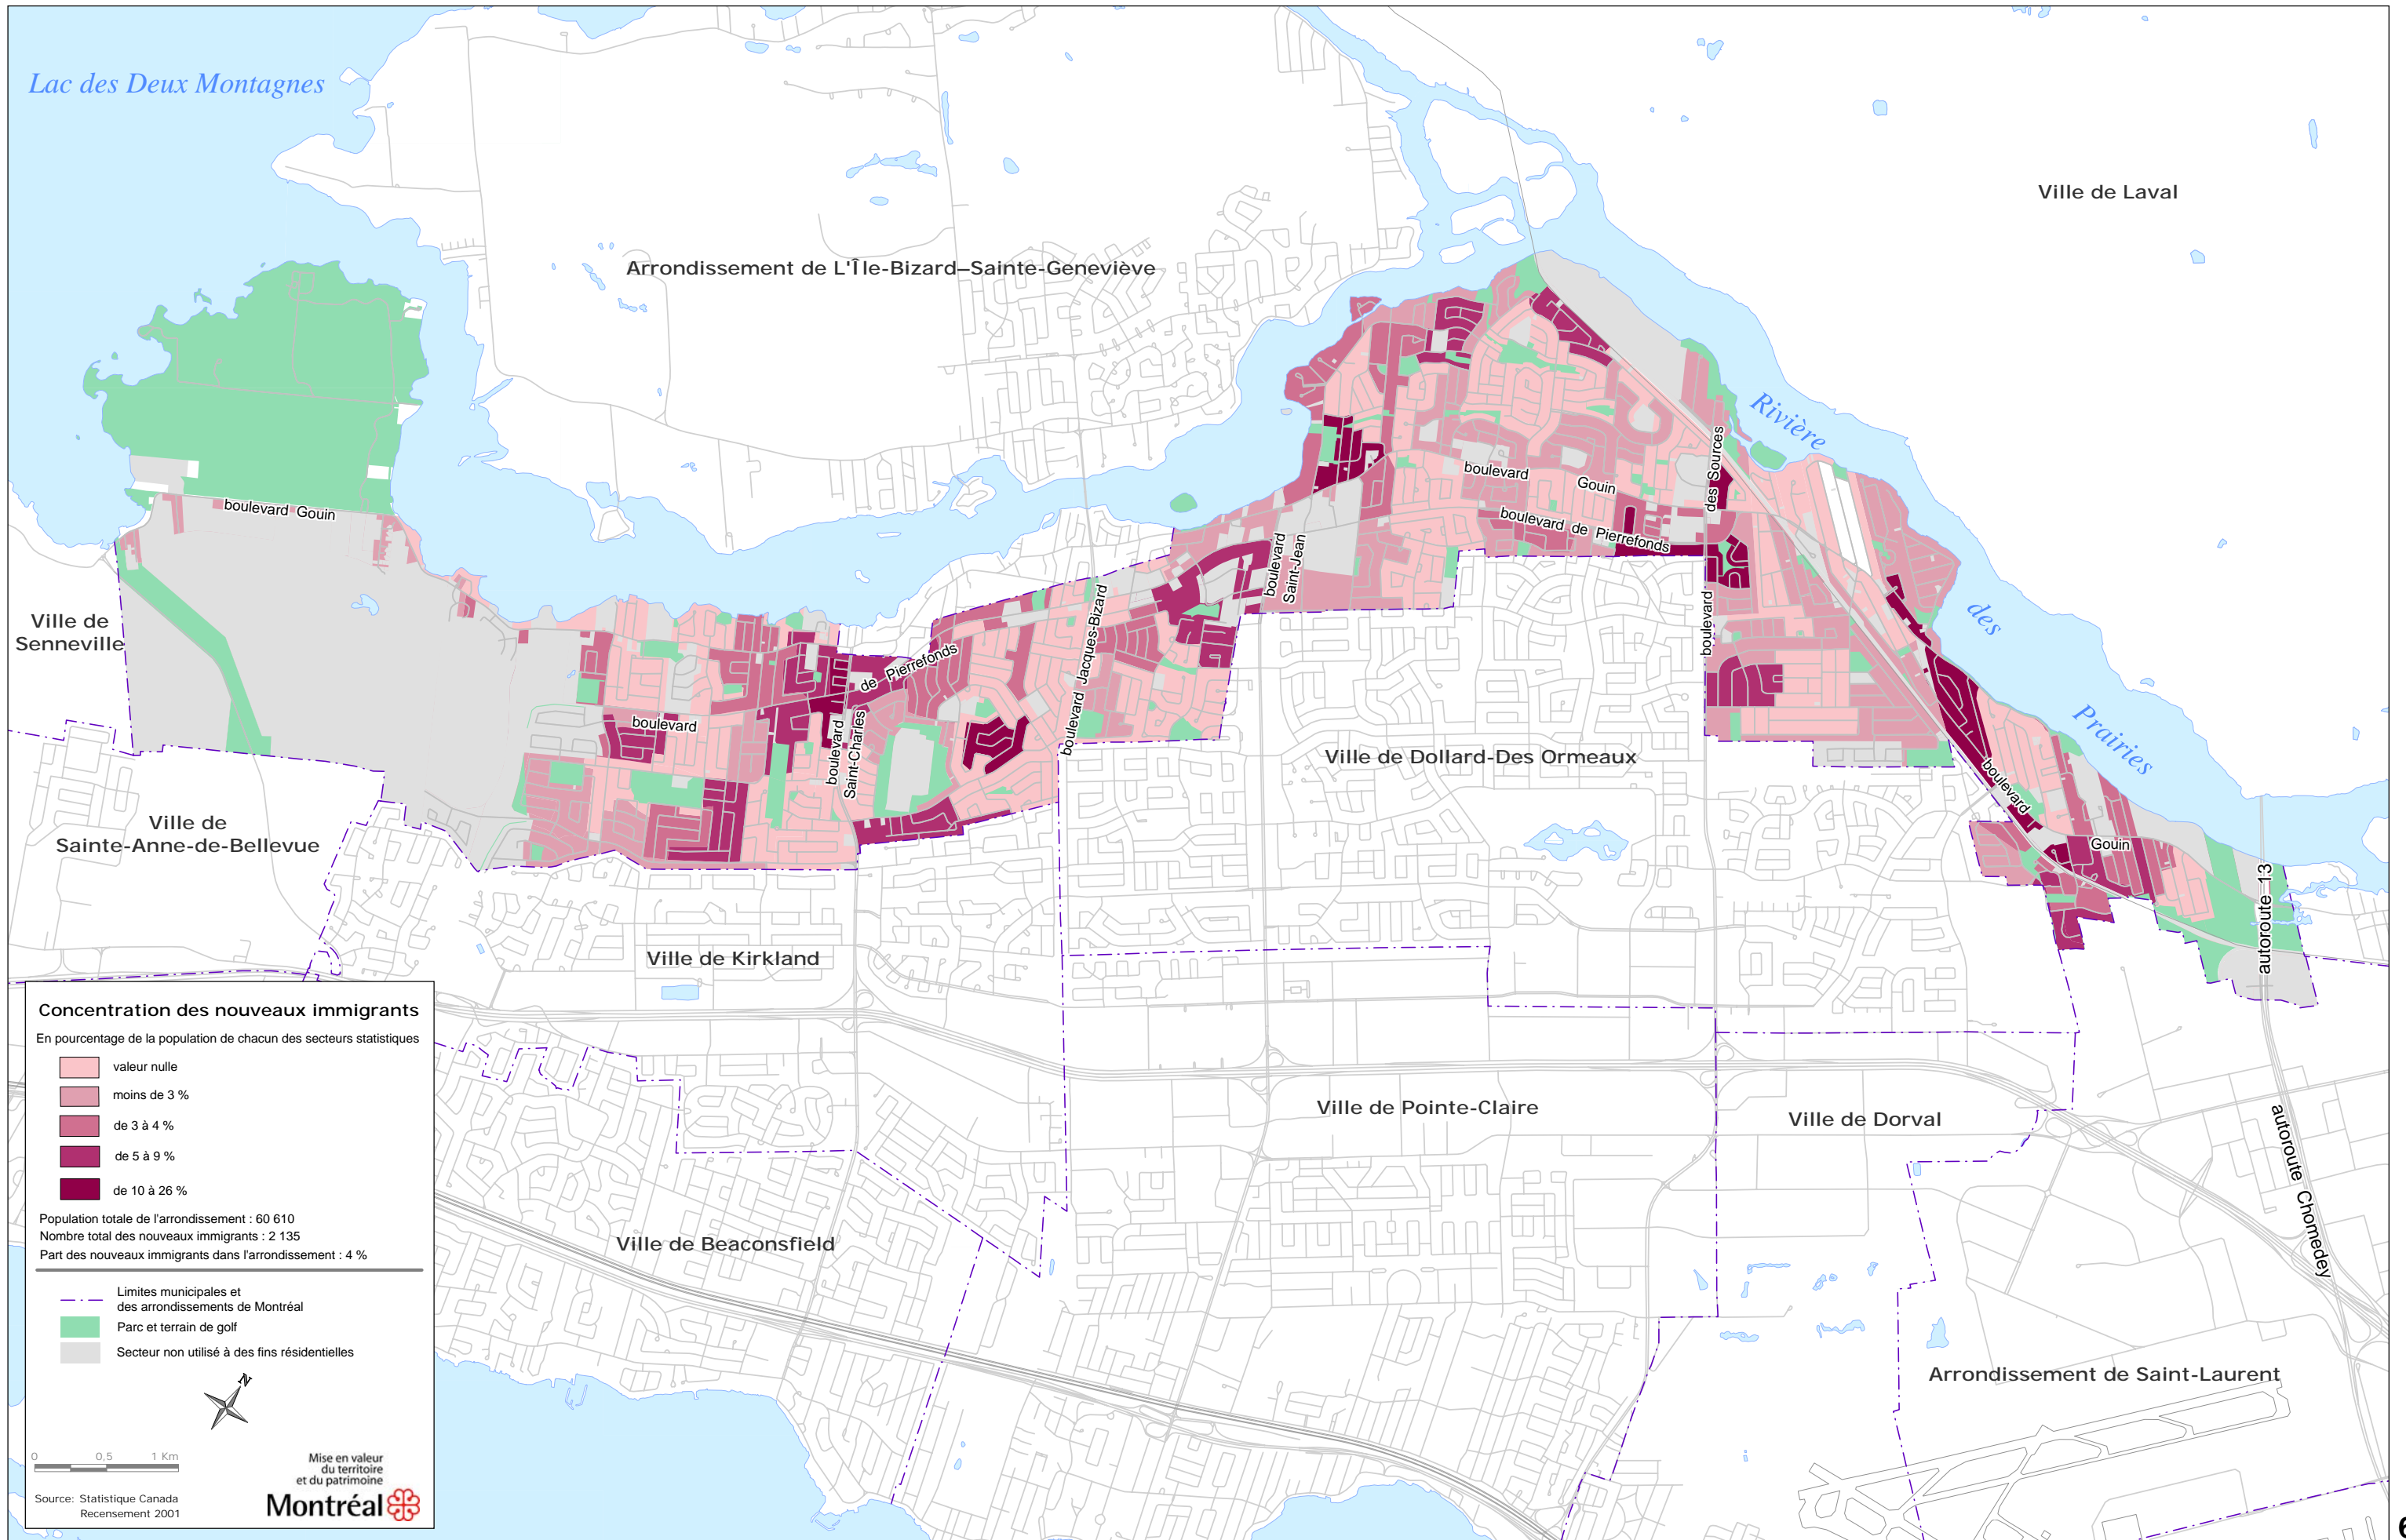 Lac des Deux Montagnes
Ville de Laval
Arrondissement de L'Île-Bizard–Sainte-Geneviève
Rivière
des
Prairies
boulevard Gouin
boulevard
Gouin
boulevard de Pierrefonds
des Sources
boulevard
boulevard
Saint-Jean
boulevard Jacques-Bizard
de Pierrefonds
boulevard
boulevard
Saint-Charles
Ville de
Senneville
Ville de
Sainte-Anne-de-Bellevue
Ville de Dollard-Des Ormeaux
boulevard
Gouin
autoroute 13
Ville de Kirkland
Ville de Pointe-Claire
Ville de Dorval
autoroute Chomedey
Ville de Beaconsfield
Arrondissement de Saint-Laurent
Concentration des nouveaux immigrants
En pourcentage de la population de chacun des secteurs statistiques
valeur nulle
moins de 3 %
de 3 à 4 %
de 5 à 9 %
de 10 à 26 %
Population totale de l'arrondissement : 60 610
Nombre total des nouveaux immigrants : 2 135
Part des nouveaux immigrants dans l'arrondissement : 4 %
Limites municipales et
des arrondissements de Montréal
Parc et terrain de golf
Secteur non utilisé à des fins résidentielles
N
0 0,5 1 Km
Mise en valeur
du territoire
et du patrimoine
Montréal
Source: Statistique Canada
Recensement 2001